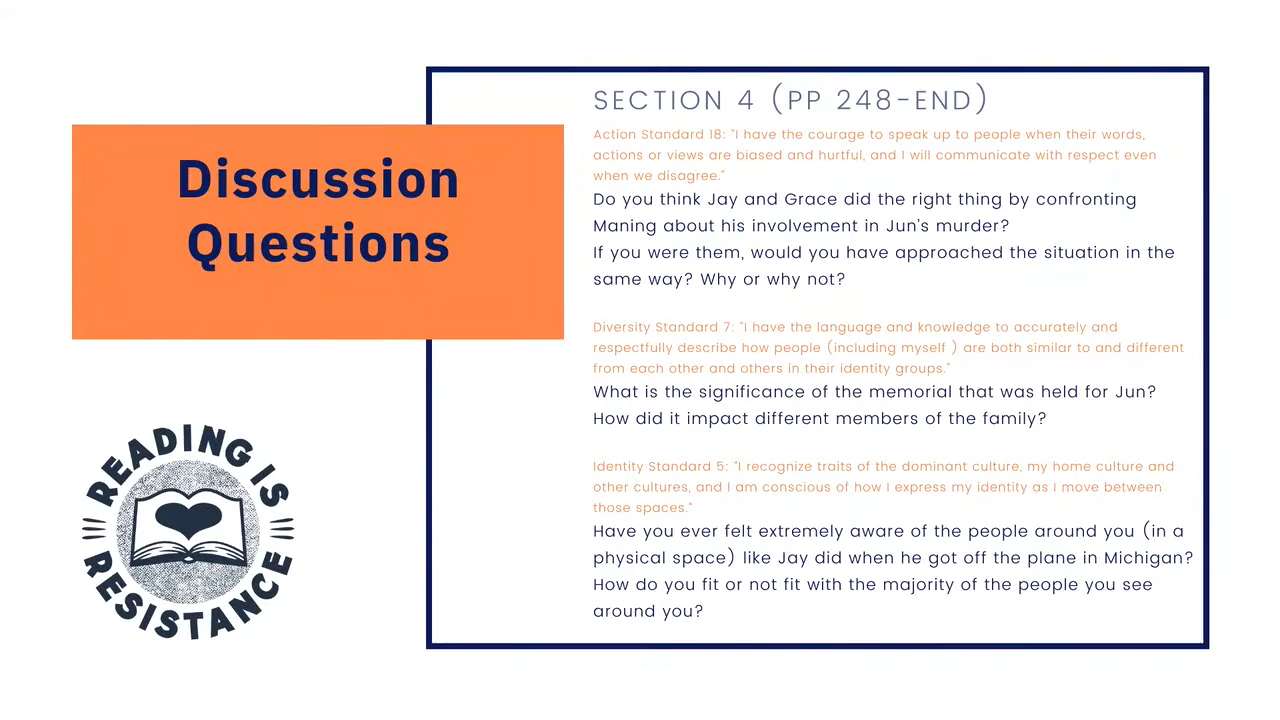 Discussion
Questions
SECTION 4 (PP 248-END)
Action Standard 18: "I have the courage to speak up to people when their words,
actions or views are biased and hurtful, and I will communicate with respect even
when we disagree."
Do you think Jay and Grace did the right thing by confronting
Maning about his involvement in Jun's murder?
If you were them, would you have approached the situation in the
same way? Why or why not?
Diversity Standard 7: "I have the language and knowledge to accurately and
respectfully describe how people (including myself ) are both similar to and different
from each other and others in their identity groups."
What is the significance of the memorial that was held for Jun?
How did it impact different members of the family?
Identity Standard 5: "I recognize traits of the dominant culture, my home culture and
other cultures, and I am conscious of how I express my identity as I move between
those spaces."
Have you ever felt extremely aware of the people around you (in a
physical space) like Jay did when he got off the plane in Michigan?
How do you fit or not fit with the majority of the people you see
around you?
READING IS
RESISTANCE